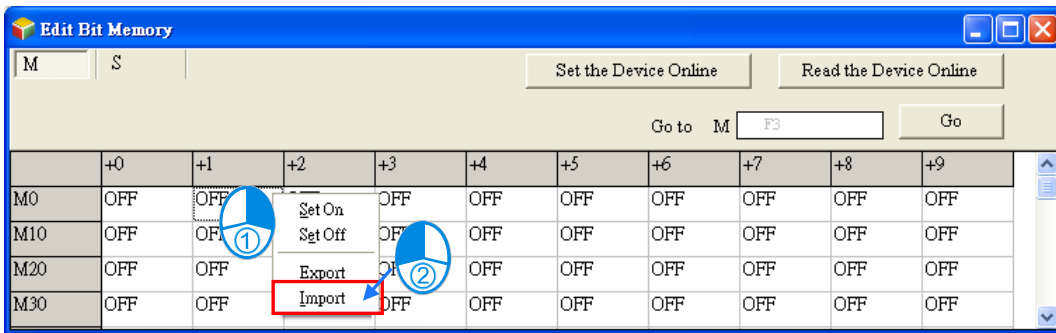 Edit Bit Memory
M S Set the Device Online Read the Device Online
Go to M F3 Go
+0 +1 +2 +3 +4 +5 +6 +7 +8 +9
M0 OFF OFF OFF OFF OFF OFF OFF OFF OFF
Set On
M10 OFF OFF OFF OFF OFF OFF OFF OFF OFF
① Set Off
M20 OFF OFF OFF OFF OFF OFF OFF OFF
Export ②
M30 OFF OFF OFF OFF OFF OFF OFF OFF OFF
Import